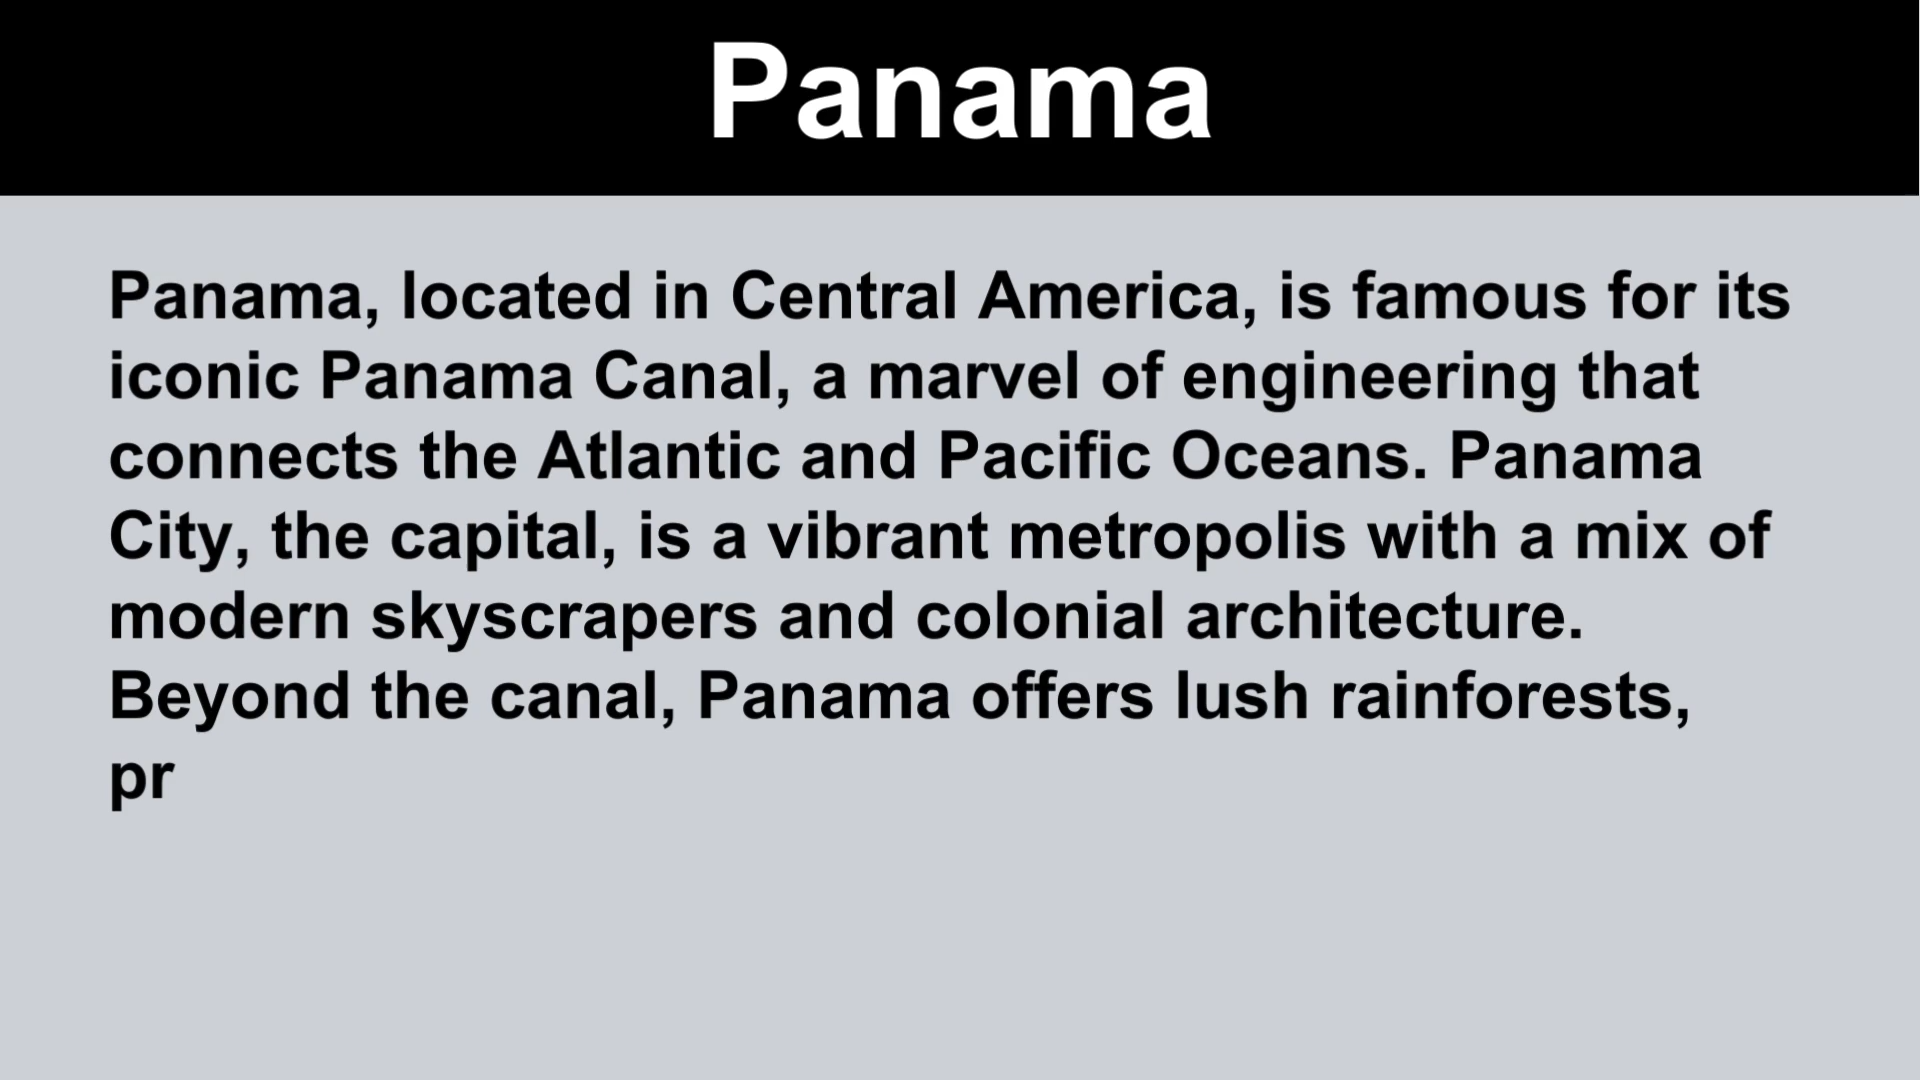 Panama
Panama, located in Central America, is famous for its
iconic Panama Canal, a marvel of engineering that
connects the Atlantic and Pacific Oceans. Panama
City, the capital, is a vibrant metropolis with a mix of
modern skyscrapers and colonial architecture.
Beyond the canal, Panama offers lush rainforests,
pr